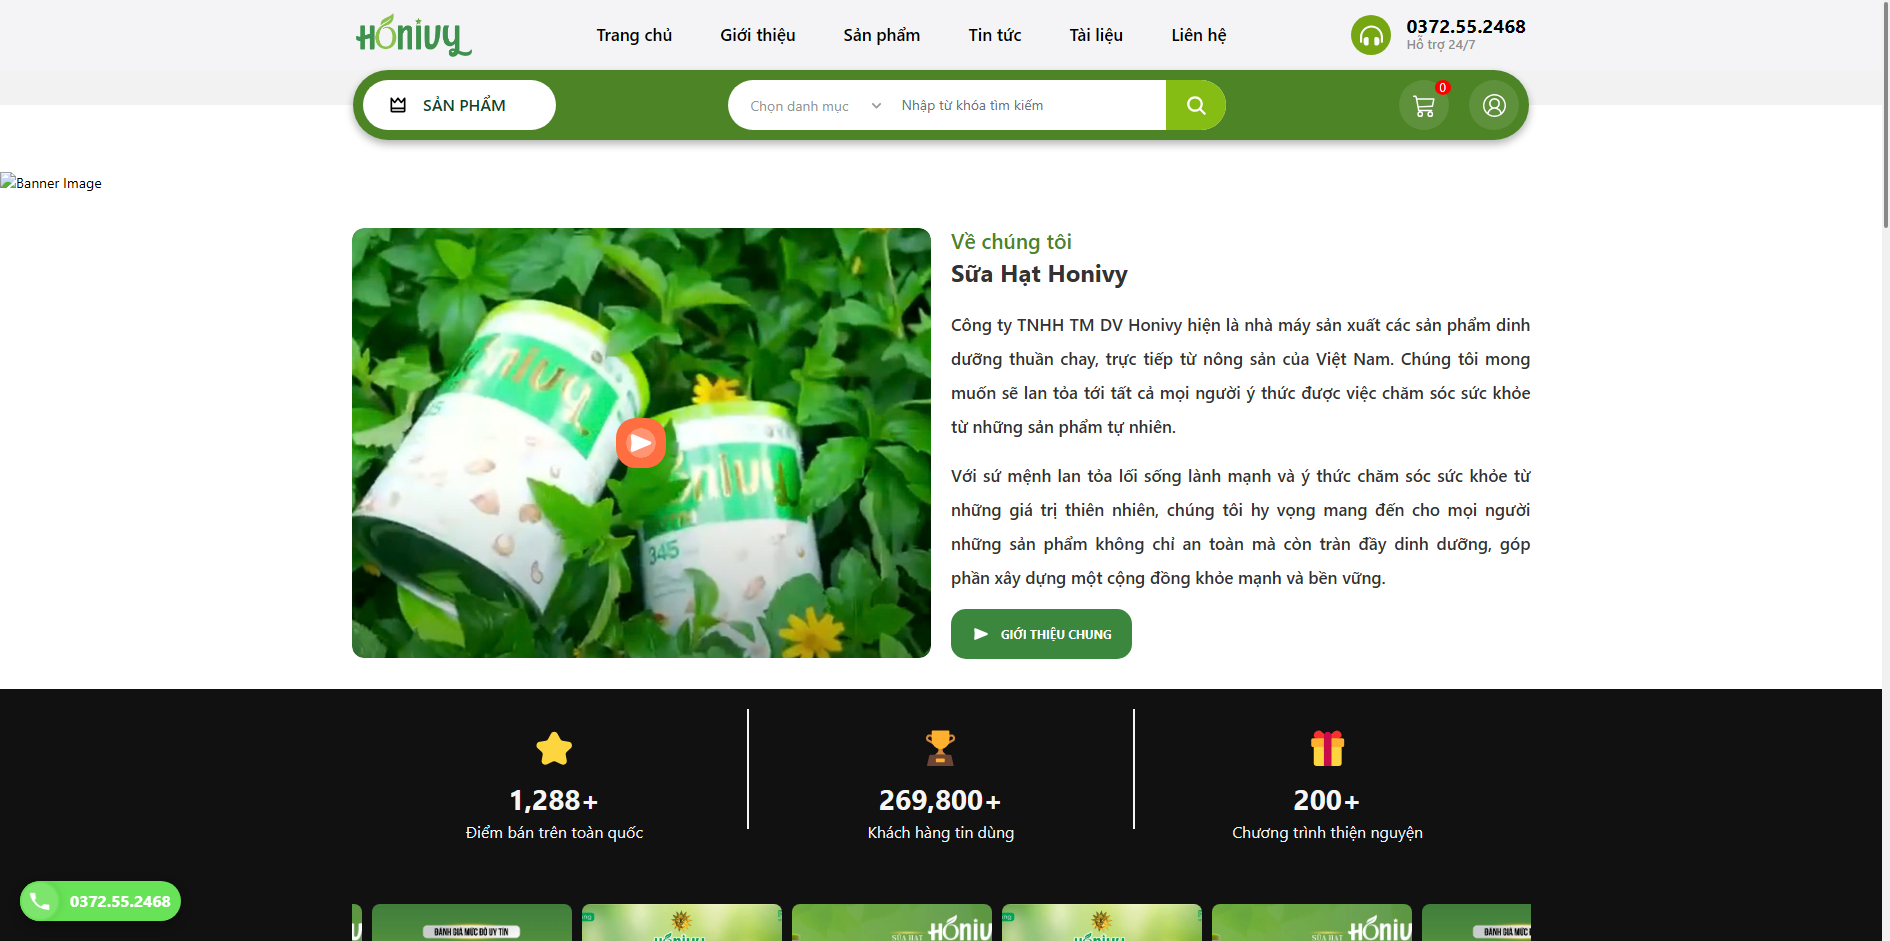 Honivy
Trang chủ
Giới thiệu
Sản phẩm
Tin tức
Tài liệu
Liên hệ
0372.55.2468
Hỗ trợ 24/7
SẢN PHẨM
Chọn danh mục
Nhập từ khóa tìm kiếm
0
Banner Image
345
345
Về chúng tôi
Sữa Hạt Honivy
Công ty TNHH TM DV Honivy hiện là nhà máy sản xuất các sản phẩm dinh
dưỡng thuần chay, trực tiếp từ nông sản của Việt Nam. Chúng tôi mong
muốn sẽ lan tỏa tới tất cả mọi người ý thức được việc chăm sóc sức khỏe
từ những sản phẩm tự nhiên.
Với sứ mệnh lan tỏa lối sống lành mạnh và ý thức chăm sóc sức khỏe từ
những giá trị thiên nhiên, chúng tôi hy vọng mang đến cho mọi người
những sản phẩm không chỉ an toàn mà còn tràn đầy dinh dưỡng, góp
phần xây dựng một cộng đồng khỏe mạnh và bền vững.
GIỚI THIỆU CHUNG
1,288+
Điểm bán trên toàn quốc
269,800+
Khách hàng tin dùng
200+
Chương trình thiện nguyện
0372.55.2468
ĐÁNH GIÁ MỨC ĐỘ UY TÍN
SỮA HẠT
SỮA HẠT